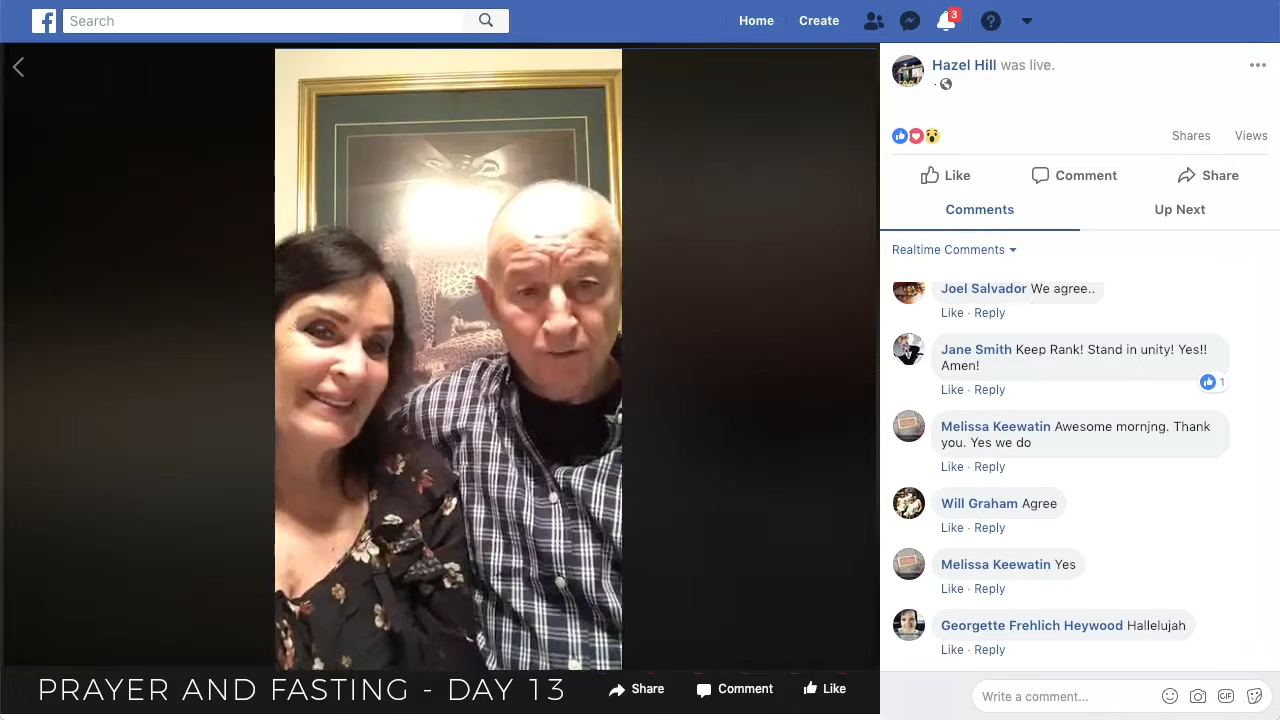 Search
Home
Create
3
Hazel Hill was live.
Shares
Views
Like
Comment
Share
Comments
Up Next
Realtime Comments
Joel Salvador We agree..
Like · Reply
Jane Smith Keep Rank! Stand in unity! Yes!!
Amen!
1
Like · Reply
Melissa Keewatin Awesome mornjng. Thank
you. Yes we do
Like · Reply
Will Graham Agree
Like · Reply
Melissa Keewatin Yes
Like · Reply
Georgette Frehlich Heywood Hallelujah
Like · Reply
PRAYER AND FASTING - DAY 13
Share
Comment
Like
Write a comment...
GIF